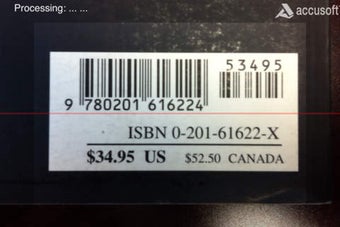 Processing: ... ...
accusoft
53495
9 780201 616224
ISBN 0-201-61622-X
$34.95 US $52.50 CANADA